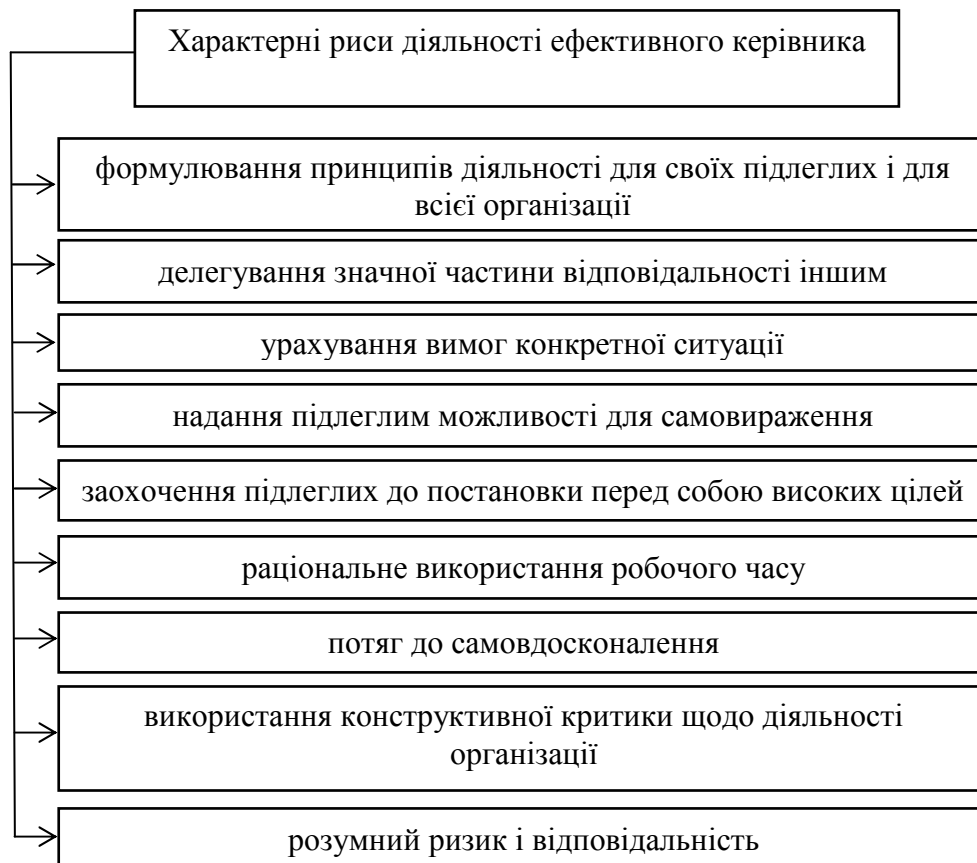 Характерні риси діяльності ефективного керівника
формулювання принципів діяльності для своїх підлеглих і для
всієї організації
делегування значної частини відповідальності іншим
урахування вимог конкретної ситуації
надання підлеглим можливості для самовираження
заохочення підлеглих до постановки перед собою високих цілей
раціональне використання робочого часу
потяг до самовдосконалення
використання конструктивної критики щодо діяльності
організації
розумний ризик і відповідальність